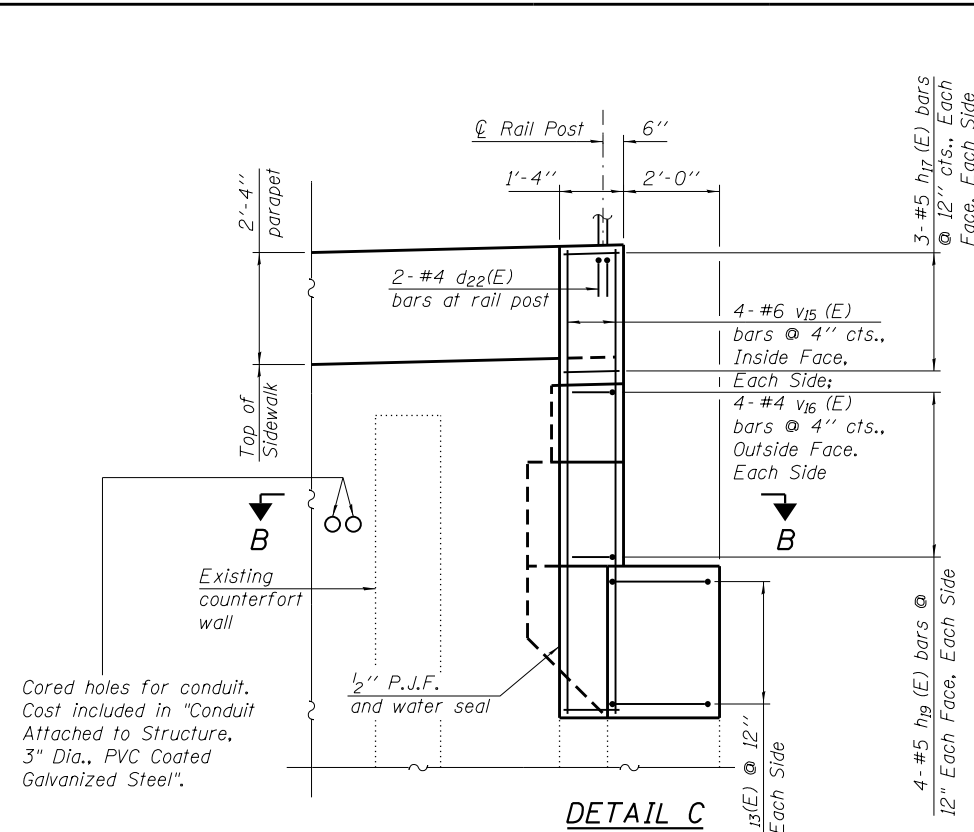 ℄ Rail Post
6''
1'-4''
2'-0''
2'-4''
parapet
3-#5 h17 (E) bars
@ 12'' cts., Each
Face, Each Side
2-#4 d22(E)
bars at rail post
4-#6 v15 (E)
bars @ 4'' cts.,
Inside Face,
Each Side;
4-#4 v16 (E)
bars @ 4'' cts.,
Outside Face.
Each Side
Top of
Sidewalk
B
B
Existing
counterfort
wall
1/2'' P.J.F.
and water seal
Cored holes for conduit.
Cost included in "Conduit
Attached to Structure,
3" Dia., PVC Coated
Galvanized Steel".
13(E) @ 12''
Each Side
4-#5 h19 (E) bars @
12" Each Face, Each Side
DETAIL C